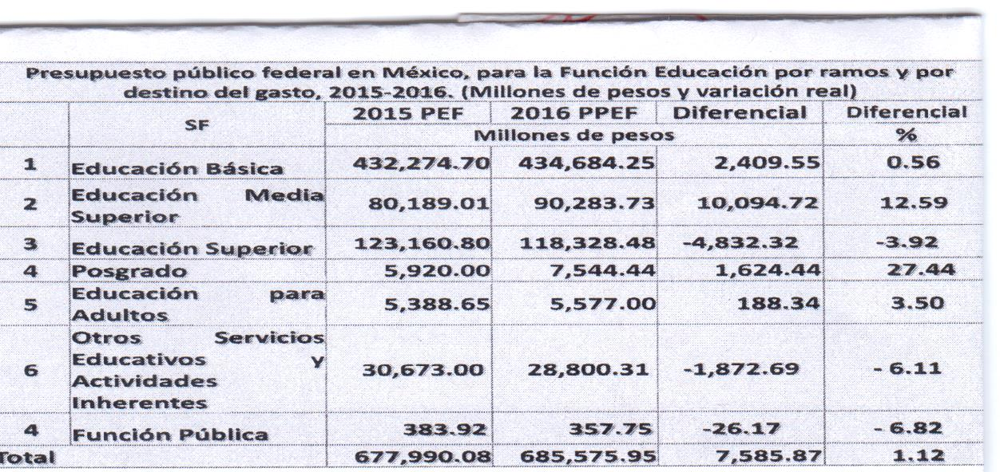 Presupuesto público federal en México, para la Función Educación por ramos y por
destino del gasto, 2015-2016. (Millones de pesos y variación real)
SF 2015 PEF 2016 PPEF Diferencial Diferencial
Millones de pesos %
1 Educación Básica 432,274.70 434,684.25 2,409.55 0.56
2 Educación Media
Superior 80,189.01 90,283.73 10,094.72 12.59
3 Educación Superior 123,160.80 118,328.48 -4,832.32 -3.92
4 Posgrado 5,920.00 7,544.44 1,624.44 27.44
5 Educación para
Adultos 5,388.65 5,577.00 188.34 3.50
6 Otros Servicios
Educativos y
Actividades
Inherentes 30,673.00 28,800.31 -1,872.69 - 6.11
4 Función Pública 383.92 357.75 -26.17 - 6.82
Total 677,990.08 685,575.95 7,585.87 1.12